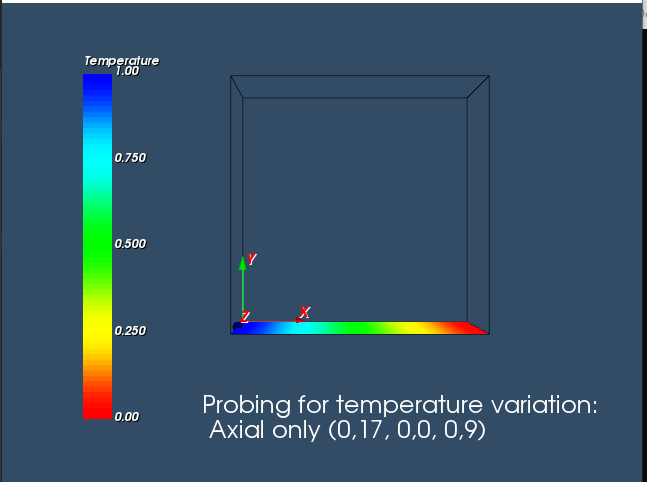 Temperature
1.00
0.750
0.500
0.250
0.00
Y
Z
X
Probing for temperature variation:
Axial only (0,17, 0,0, 0,9)